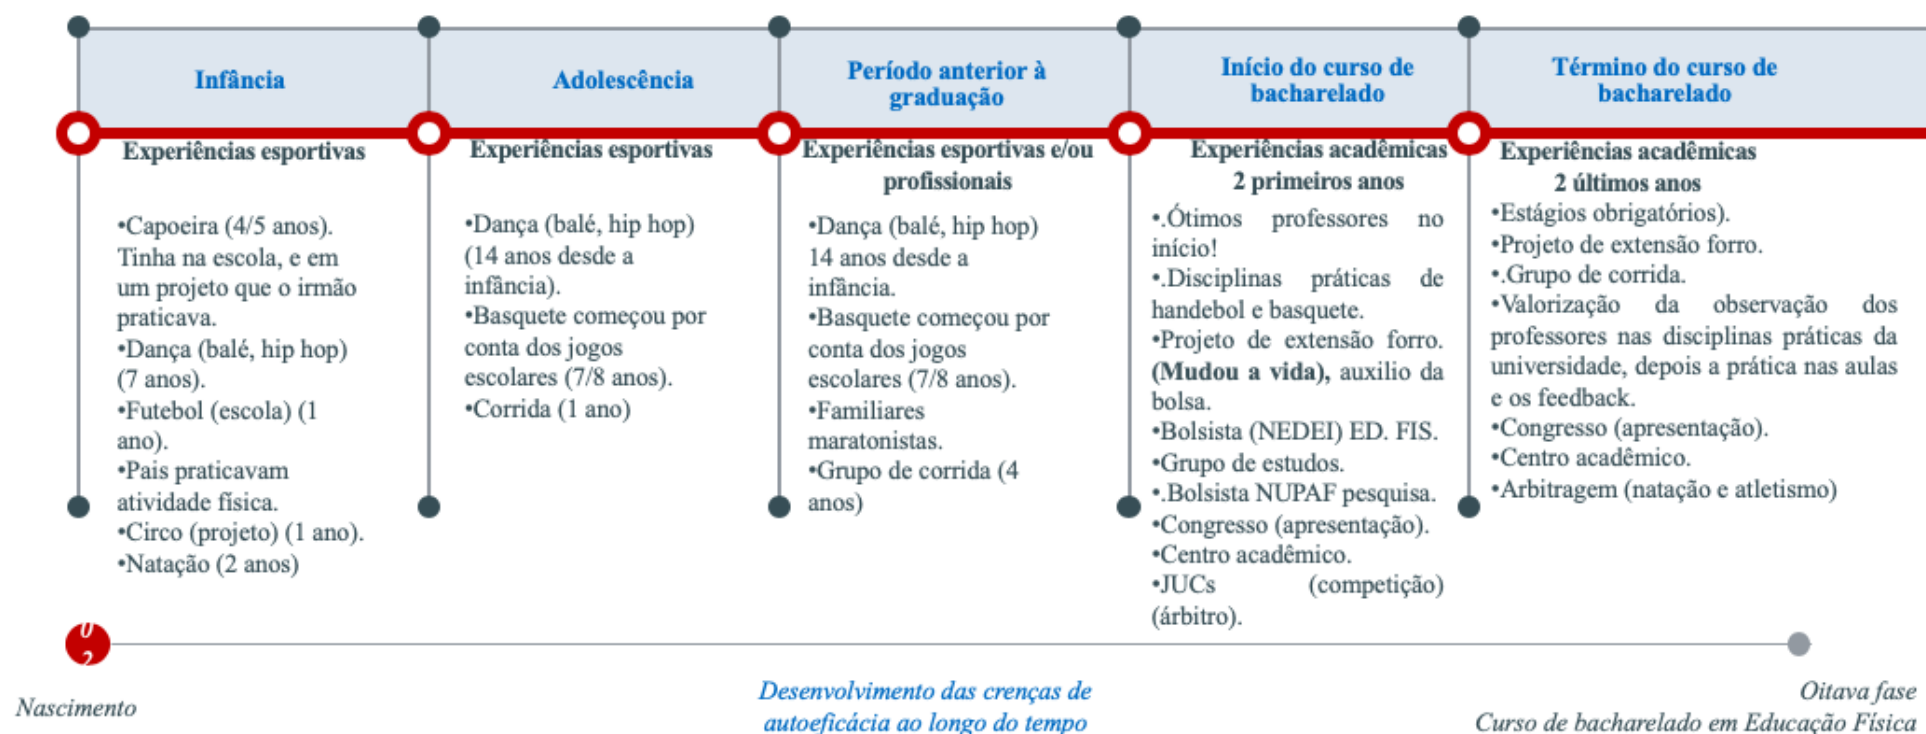 Infância
Experiências esportivas
•Capoeira (4/5 anos).
Tinha na escola, e em
um projeto que o irmão
praticava.
•Dança (balé, hip hop)
(7 anos).
•Futebol (escola) (1
ano).
•Pais praticavam
atividade física.
•Circo (projeto) (1 ano).
•Natação (2 anos)
Adolescência
Experiências esportivas
•Dança (balé, hip hop)
(14 anos desde a
infância).
•Basquete começou por
conta dos jogos
escolares (7/8 anos).
•Corrida (1 ano)
Período anterior à
graduação
Experiências esportivas e/ou
profissionais
•Dança (balé, hip hop)
14 anos desde a
infância.
•Basquete começou por
conta dos jogos
escolares (7/8 anos).
•Familiares
maratonistas.
•Grupo de corrida (4
anos)
Início do curso de
bacharelado
Experiências acadêmicas
2 primeiros anos
•.Ótimos professores no
início!
•.Disciplinas práticas de
handebol e basquete.
•Projeto de extensão forro.
(Mudou a vida), auxilio da
bolsa.
•Bolsista (NEDEI) ED. FIS.
•Grupo de estudos.
•.Bolsista NUPAF pesquisa.
•Congresso (apresentação).
•Centro acadêmico.
•JUCs (competição)
(árbitro).
Término do curso de
bacharelado
Experiências acadêmicas
2 últimos anos
•Estágios obrigatórios).
•Projeto de extensão forro.
•.Grupo de corrida.
•Valorização da observação dos
professores nas disciplinas práticas da
universidade, depois a prática nas aulas
e os feedback.
•Congresso (apresentação).
•Centro acadêmico.
•Arbitragem (natação e atletismo)
0
2
Nascimento
Desenvolvimento das crenças de
autoeficácia ao longo do tempo
Oitava fase
Curso de bacharelado em Educação Física